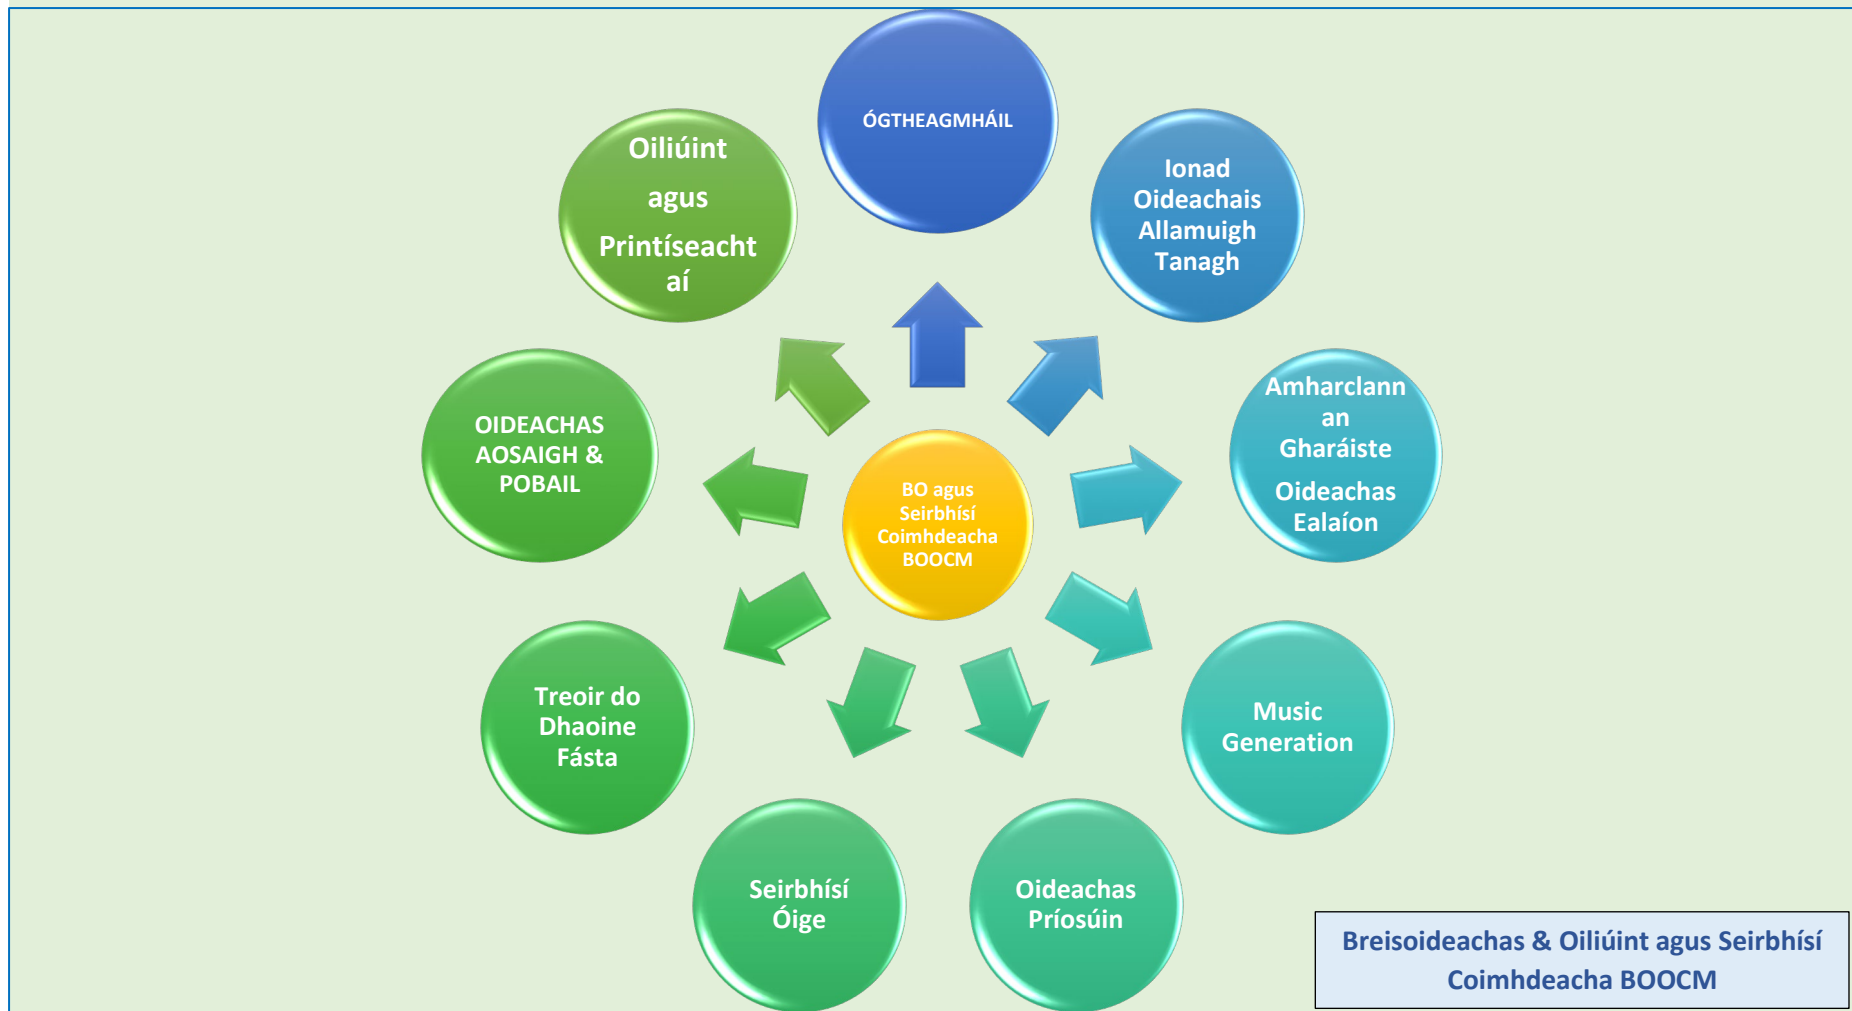 ÓGTHEAGMHÁIL
Ionad
Oideachais
Allamuigh
Tanagh
Amharclann
an
Gharáiste
Oideachas
Ealaíon
Music
Generation
Oideachas
Príosúin
Seirbhísí
Óige
Treoir do
Dhaoine
Fásta
OIDEACHAS
AOSAIGH &
POBAIL
Oiliúint
agus
Printíseacht
aí
BO agus
Seirbhísí
Coimhdeacha
BOOCM
Breisoideachas & Oiliúint agus Seirbhísí
Coimhdeacha BOOCM